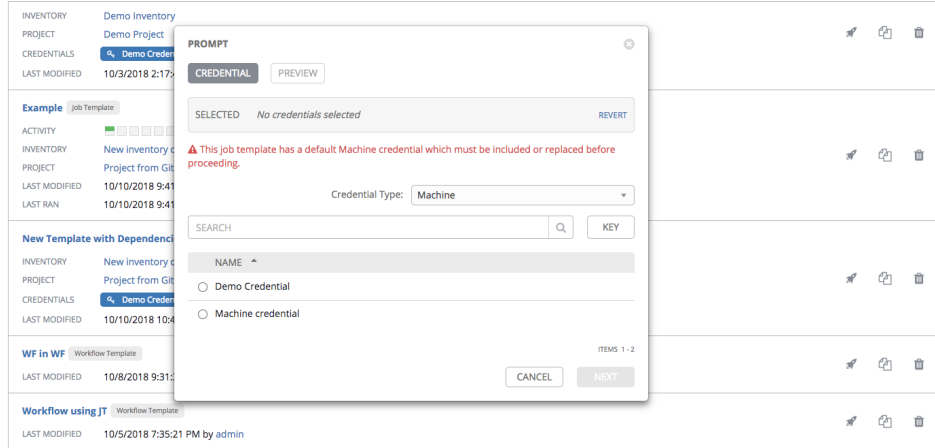 INVENTORY Demo Inventory
PROJECT Demo Project
CREDENTIALS Demo Creden
LAST MODIFIED 10/3/2018 2:17:
Example Job Template
ACTIVITY
INVENTORY New inventory
PROJECT Project from Git
LAST MODIFIED 10/10/2018 9:41
LAST RAN 10/10/2018 9:41
New Template with Dependenci
INVENTORY New inventory
PROJECT Project from Git
CREDENTIALS Demo Creden
LAST MODIFIED 10/10/2018 10:4
WF in WF Workflow Template
LAST MODIFIED 10/8/2018 9:31:
Workflow using JT Workflow Template
LAST MODIFIED 10/5/2018 7:35:21 PM by admin
PROMPT
CREDENTIAL PREVIEW
SELECTED No credentials selected REVERT
This job template has a default Machine credential which must be included or replaced before
proceeding.
Credential Type: Machine
SEARCH KEY
NAME
Demo Credential
Machine credential
ITEMS 1 - 2
CANCEL NEXT